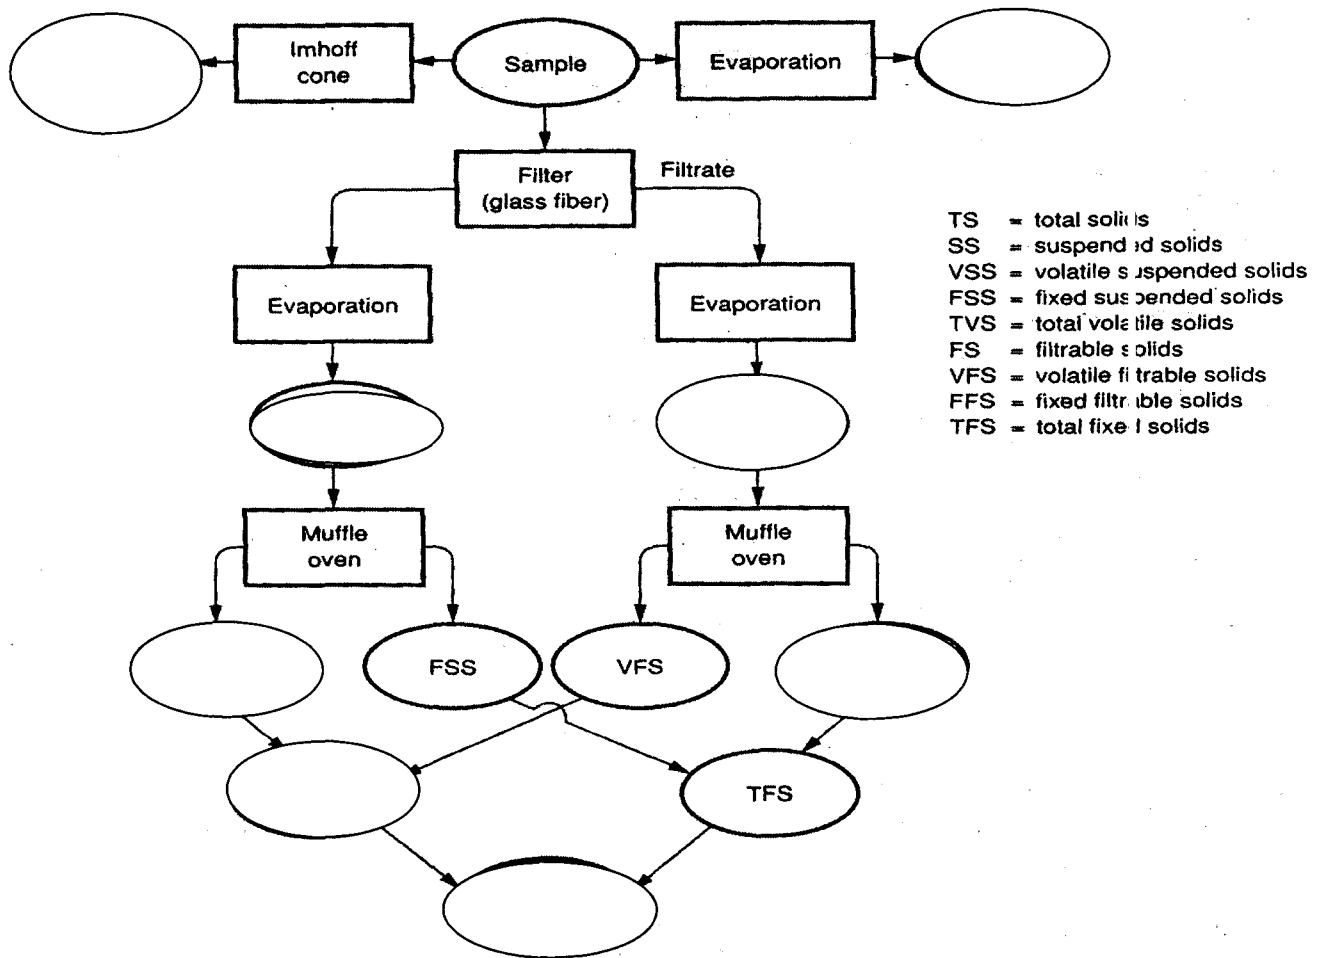 Imhoff
cone
Sample
Evaporation
Filter
(glass fiber)
Filtrate
Evaporation
Evaporation
Muffle
oven
Muffle
oven
FSS
VFS
TFS
TS = total solids
SS = suspended solids
VSS = volatile suspended solids
FSS = fixed suspended solids
TVS = total volatile solids
FS = filtrable solids
VFS = volatile filtrable solids
FFS = fixed filtrable solids
TFS = total fixed solids